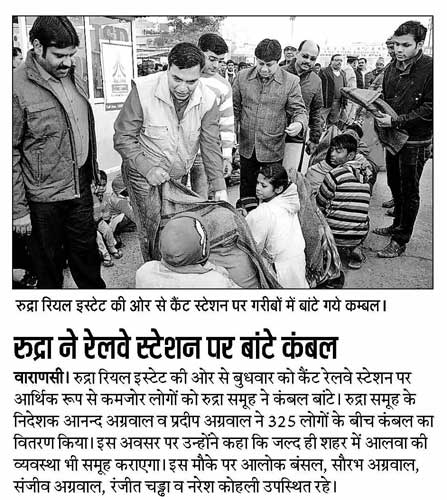 रुद्रा रियल इस्टेट की ओर से कैंट स्टेशन पर गरीबों में बांटे गये कम्बल।
रुद्रा ने रेलवे स्टेशन पर बांटे कंबल
वाराणसी। रुद्रा रियल इस्टेट की ओर से बुधवार को कैंट रेलवे स्टेशन पर
आर्थिक रूप से कमजोर लोगों को रुद्रा समूह ने कंबल बांटे। रुद्रा समूह के
निदेशक आनन्द अग्रवाल व प्रदीप अग्रवाल ने 325 लोगों के बीच कंबल का
वितरण किया। इस अवसर पर उन्होंने कहा कि जल्द ही शहर में आलवा की
व्यवस्था भी समूह कराएगा। इस मौके पर आलोक बंसल, सौरभ अग्रवाल,
संजीव अग्रवाल, रंजीत चड्ढा व नरेश कोहली उपस्थित रहे।